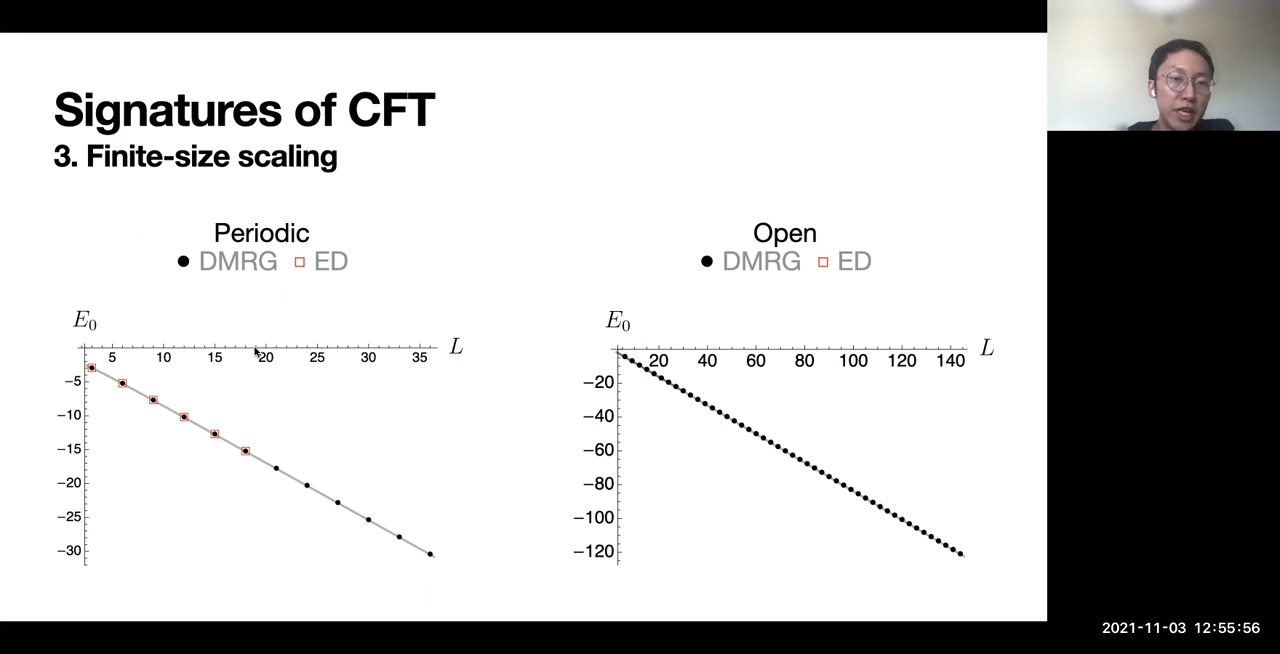 Signatures of CFT
3. Finite-size scaling
Periodic
DMRG ED
E0
L
5 10 15 20 25 30 35
−5
−10
−15
−20
−25
−30
Open
DMRG ED
E0
L
20 40 60 80 100 120 140
−20
−40
−60
−80
−100
−120
2021-11-03 12:55:56